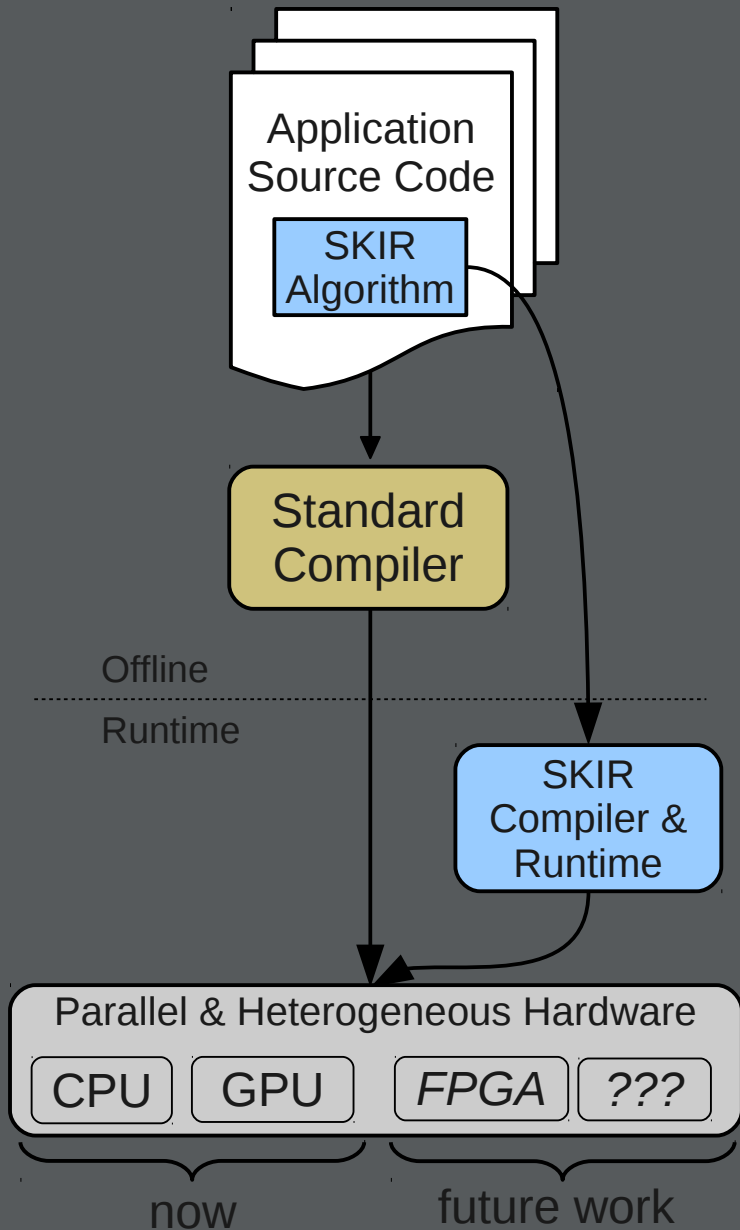 Application
Source Code
SKIR
Algorithm
Standard
Compiler
Offline
Runtime
SKIR
Compiler &
Runtime
Parallel & Heterogeneous Hardware
CPU GPU FPGA ???
now future work